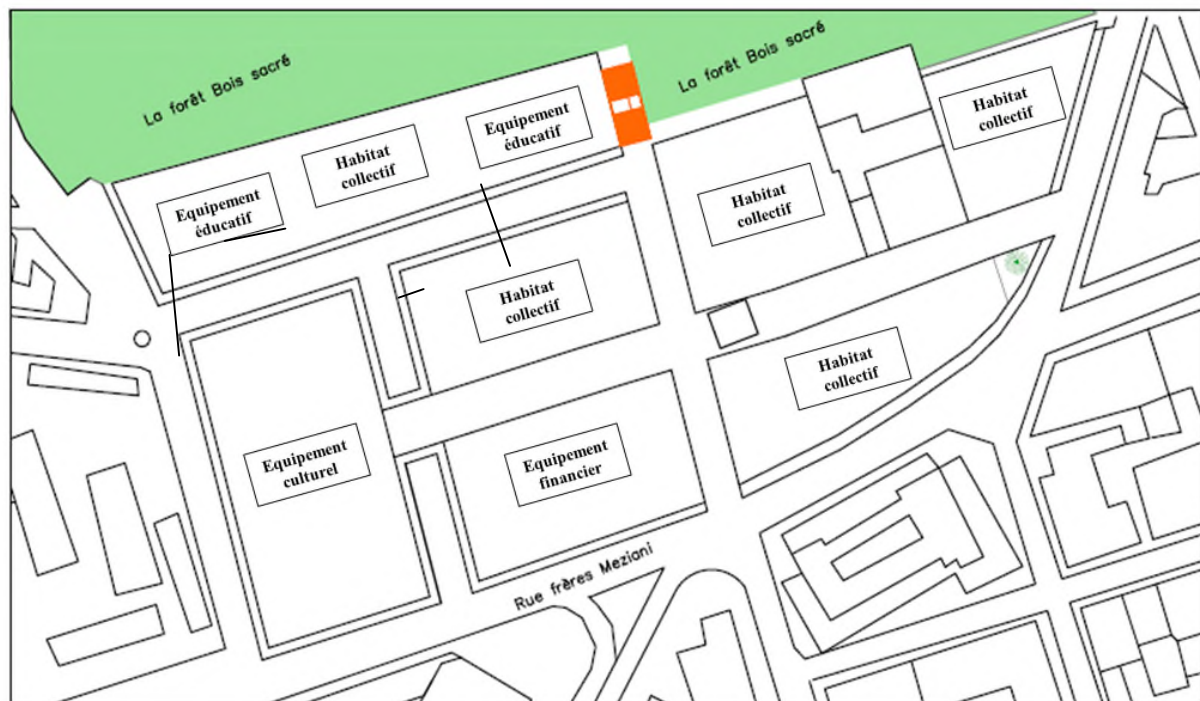 La forêt Bois sacré
La forêt Bois sacré
Equipement
éducatif
Habitat
collectif
Habitat
collectif
Equipement
éducatif
Habitat
collectif
Habitat
collectif
Habitat
collectif
Equipement
culturel
Equipement
financier
Rue frères Meziani